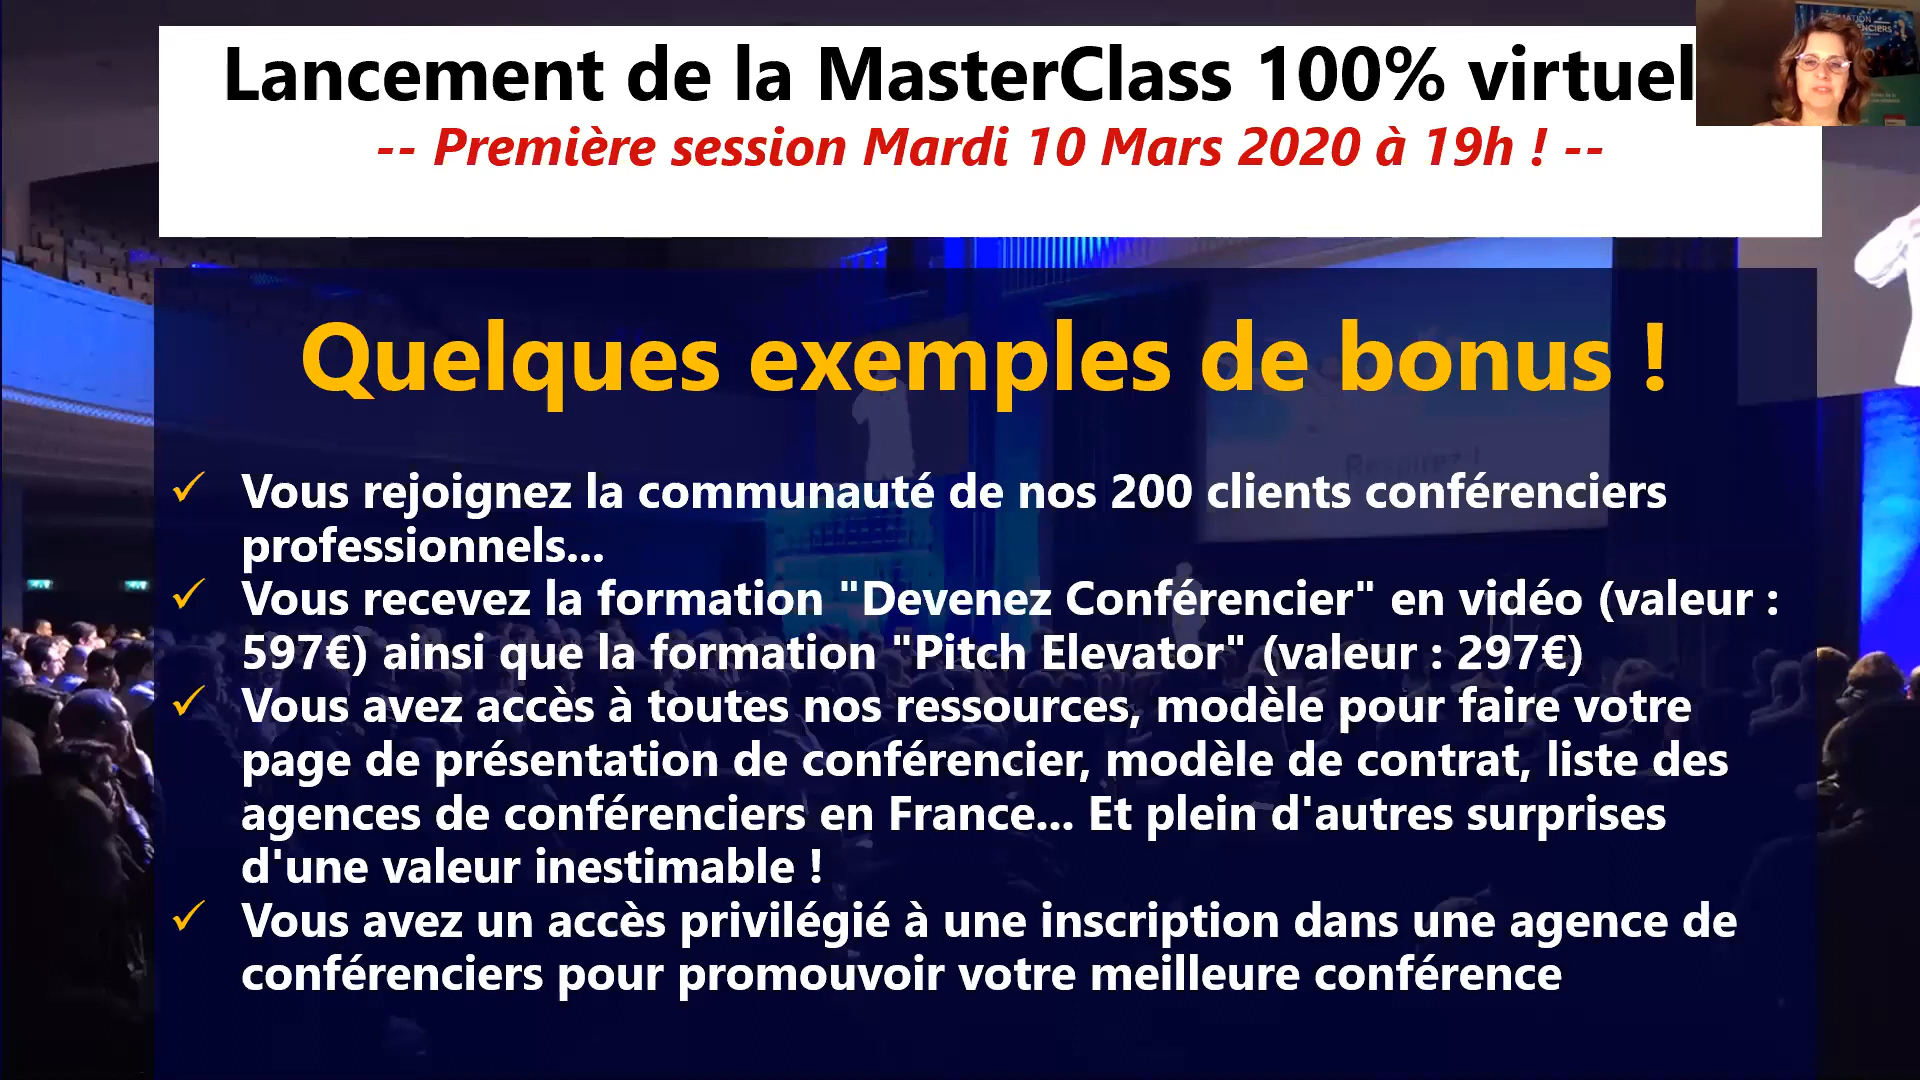 Lancement de la MasterClass 100% virtuel
-- Première session Mardi 10 Mars 2020 à 19h ! --
Quelques exemples de bonus !
✓ Vous rejoignez la communauté de nos 200 clients conférenciers
professionnels...
✓ Vous recevez la formation "Devenez Conférencier" en vidéo (valeur :
597€) ainsi que la formation "Pitch Elevator" (valeur : 297€)
✓ Vous avez accès à toutes nos ressources, modèle pour faire votre
page de présentation de conférencier, modèle de contrat, liste des
agences de conférenciers en France... Et plein d'autres surprises
d'une valeur inestimable !
✓ Vous avez un accès privilégié à une inscription dans une agence de
conférenciers pour promouvoir votre meilleure conférence
Respirez !